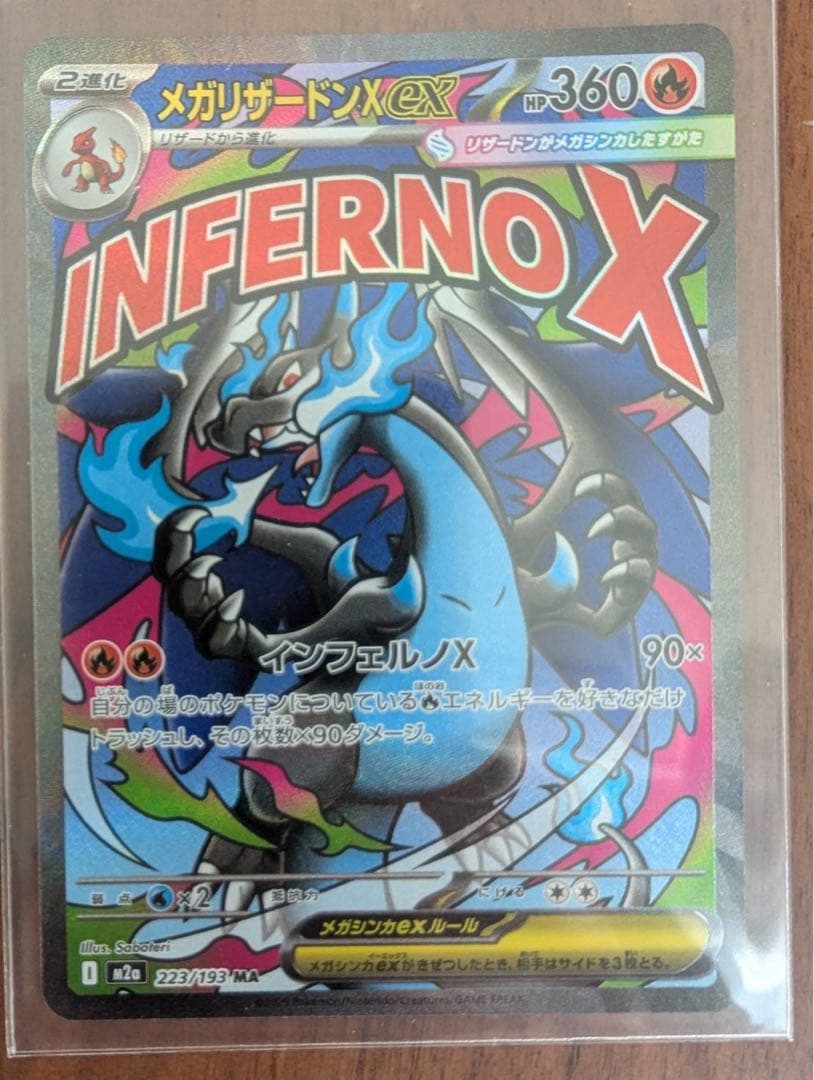 2進化
メガリザードンXex
HP360
リザードから進化
リザードンがメガシンカしたすがた
INFERNO X
インフェルノX 90×
自分の場のポケモンについているエネルギーを好きなだけ
トラッシュし、その枚数×90ダメージ。
弱点 ×2 抵抗力 にげる
メガシンカexルール
メガシンカexがきぜつしたとき、相手はサイドを3枚とる。
Illus. Saboteri
I M2a 223/193 MA
Pokémon/Nintendo/Creatures/GAME FREAK